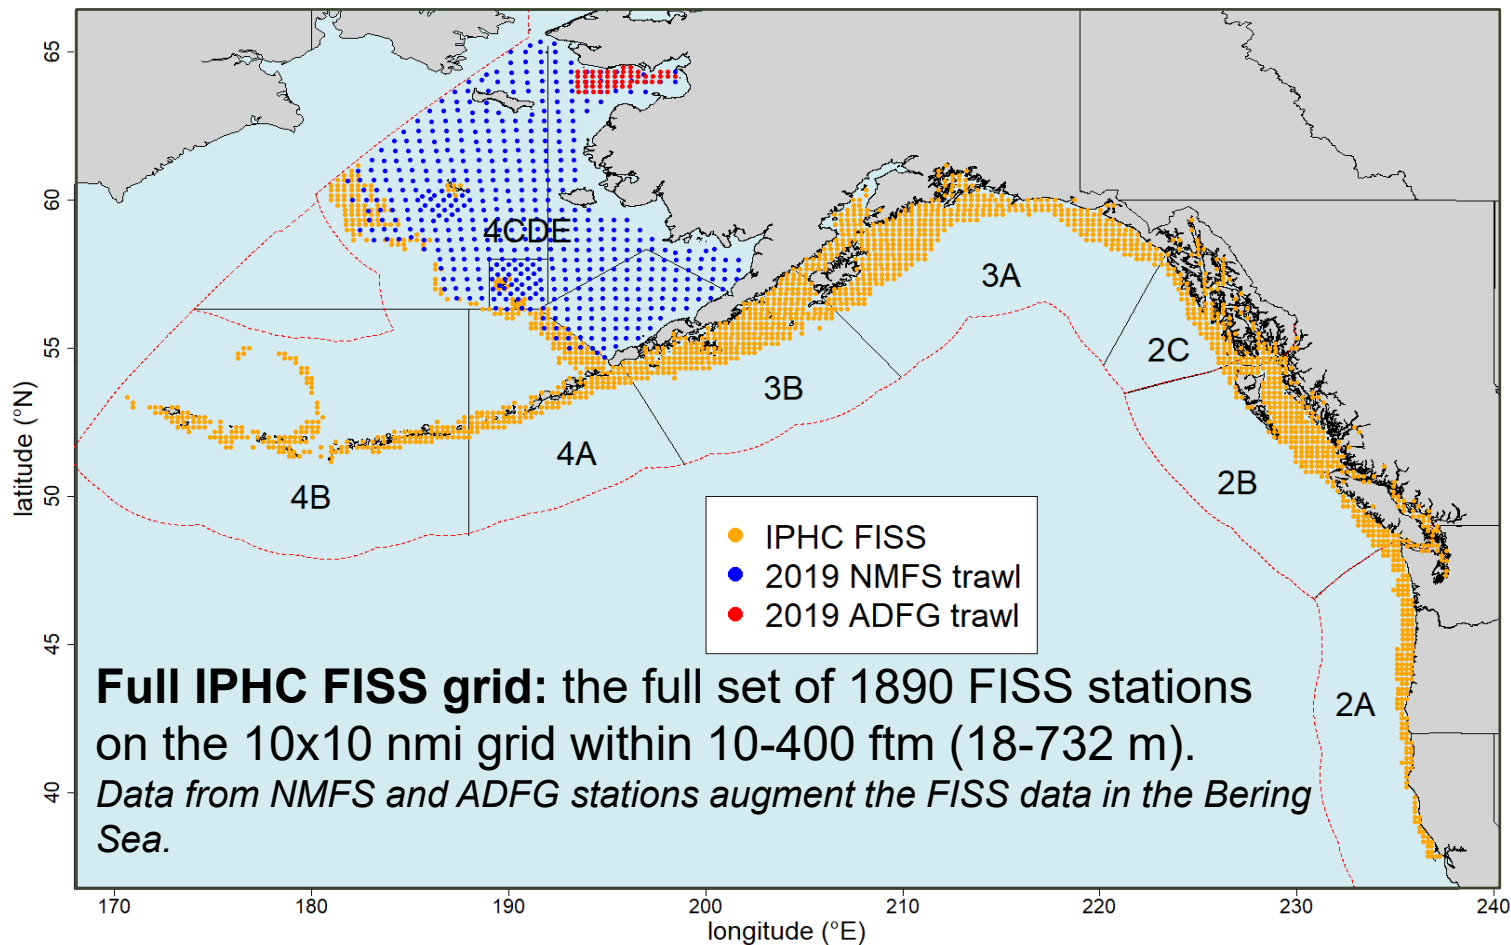 65
60
55
50
45
40
latitude (°N)
4CDE
3A
2C
3B
4A
4B
2B
2A
IPHC FISS
2019 NMFS trawl
2019 ADFG trawl
Full IPHC FISS grid: the full set of 1890 FISS stations
on the 10x10 nmi grid within 10-400 ftm (18-732 m).
Data from NMFS and ADFG stations augment the FISS data in the Bering
Sea.
170 180 190 200 210 220 230 240
longitude (°E)